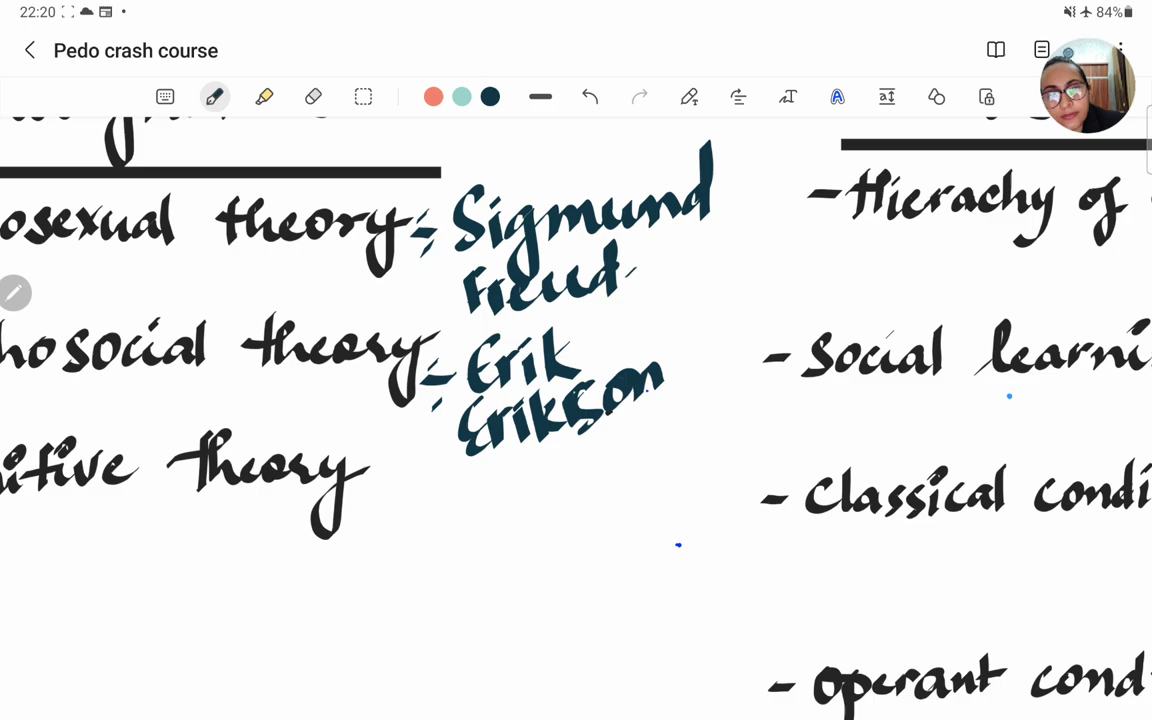 22:20
84%
Pedo crash course
osexual theory :- Sigmund
Freud.
hosocial theory :- Erik
Erikson
itive theory
- Hierachy of
- Social learni
- Classical condi
- operant cond